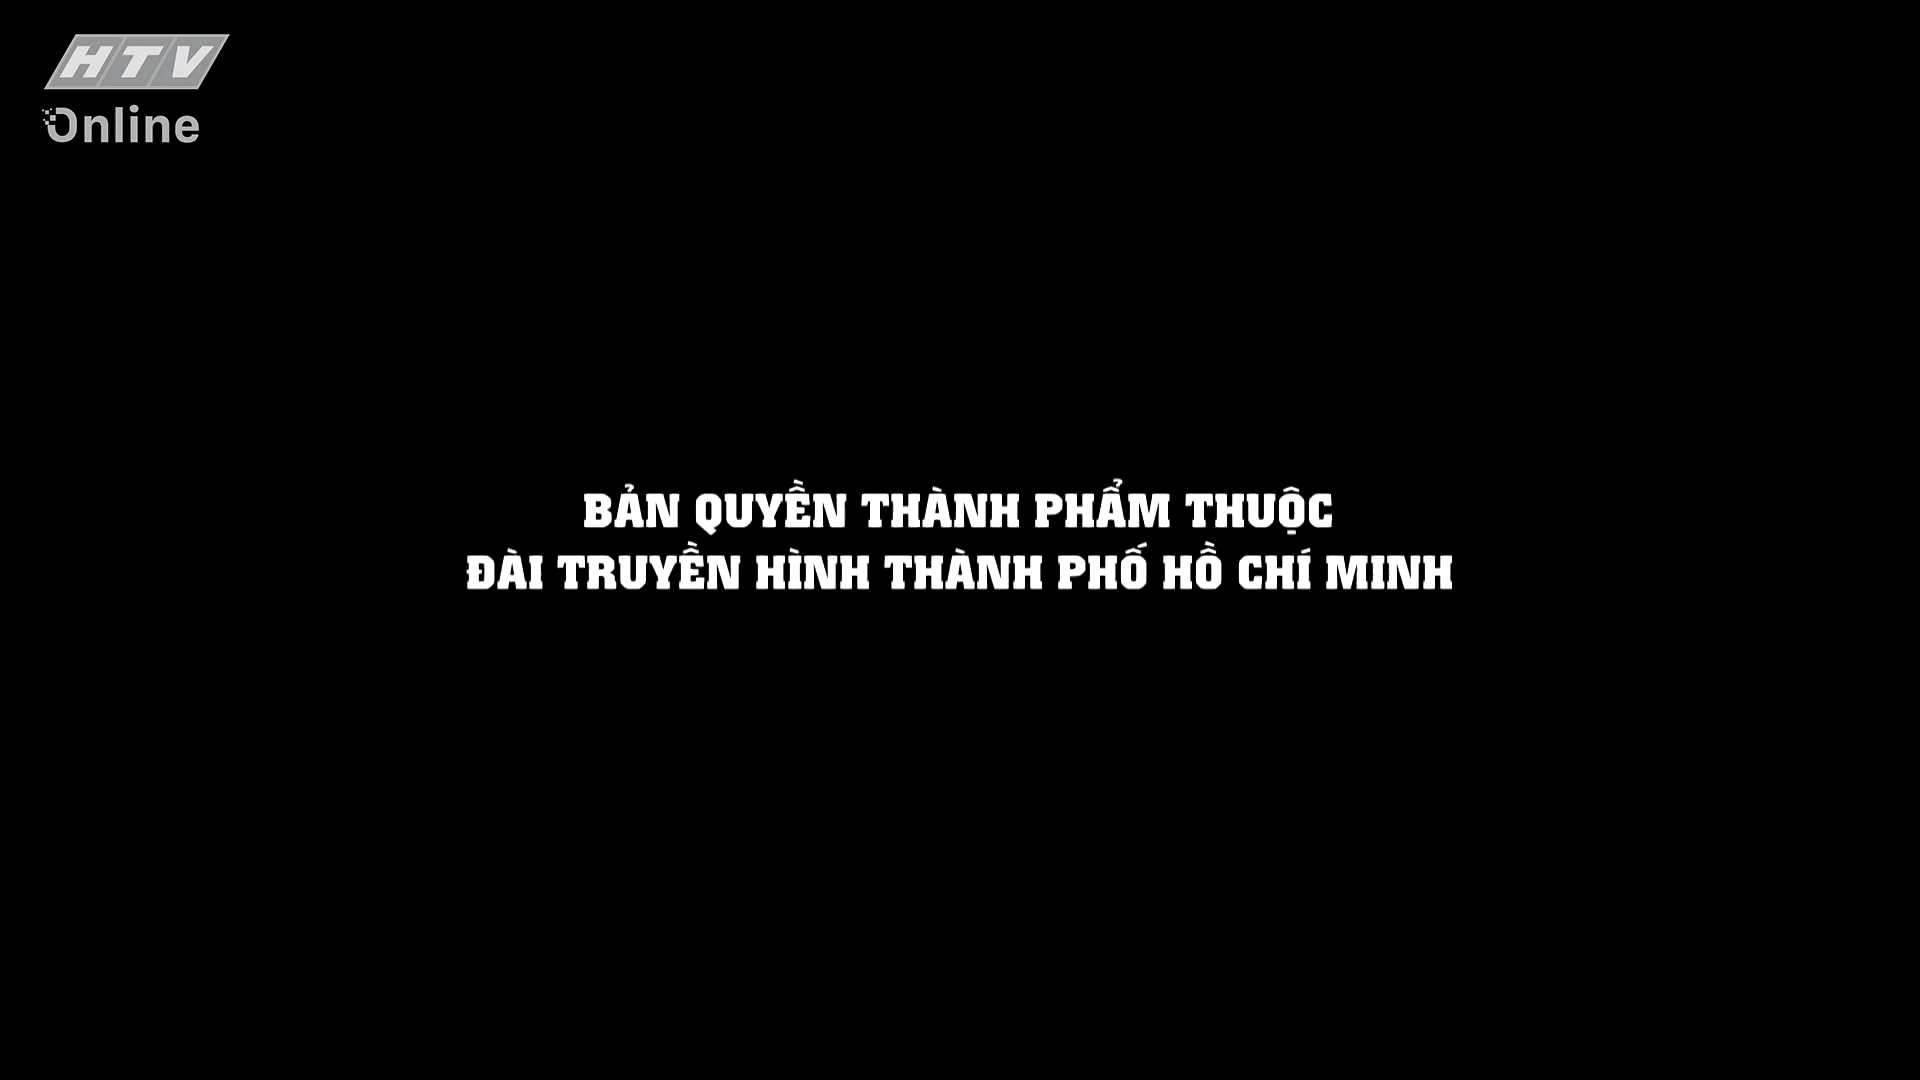 HTV
Online
BẢN QUYỀN THÀNH PHẨM THUỘC
ĐÀI TRUYỀN HÌNH THÀNH PHỐ HỒ CHÍ MINH